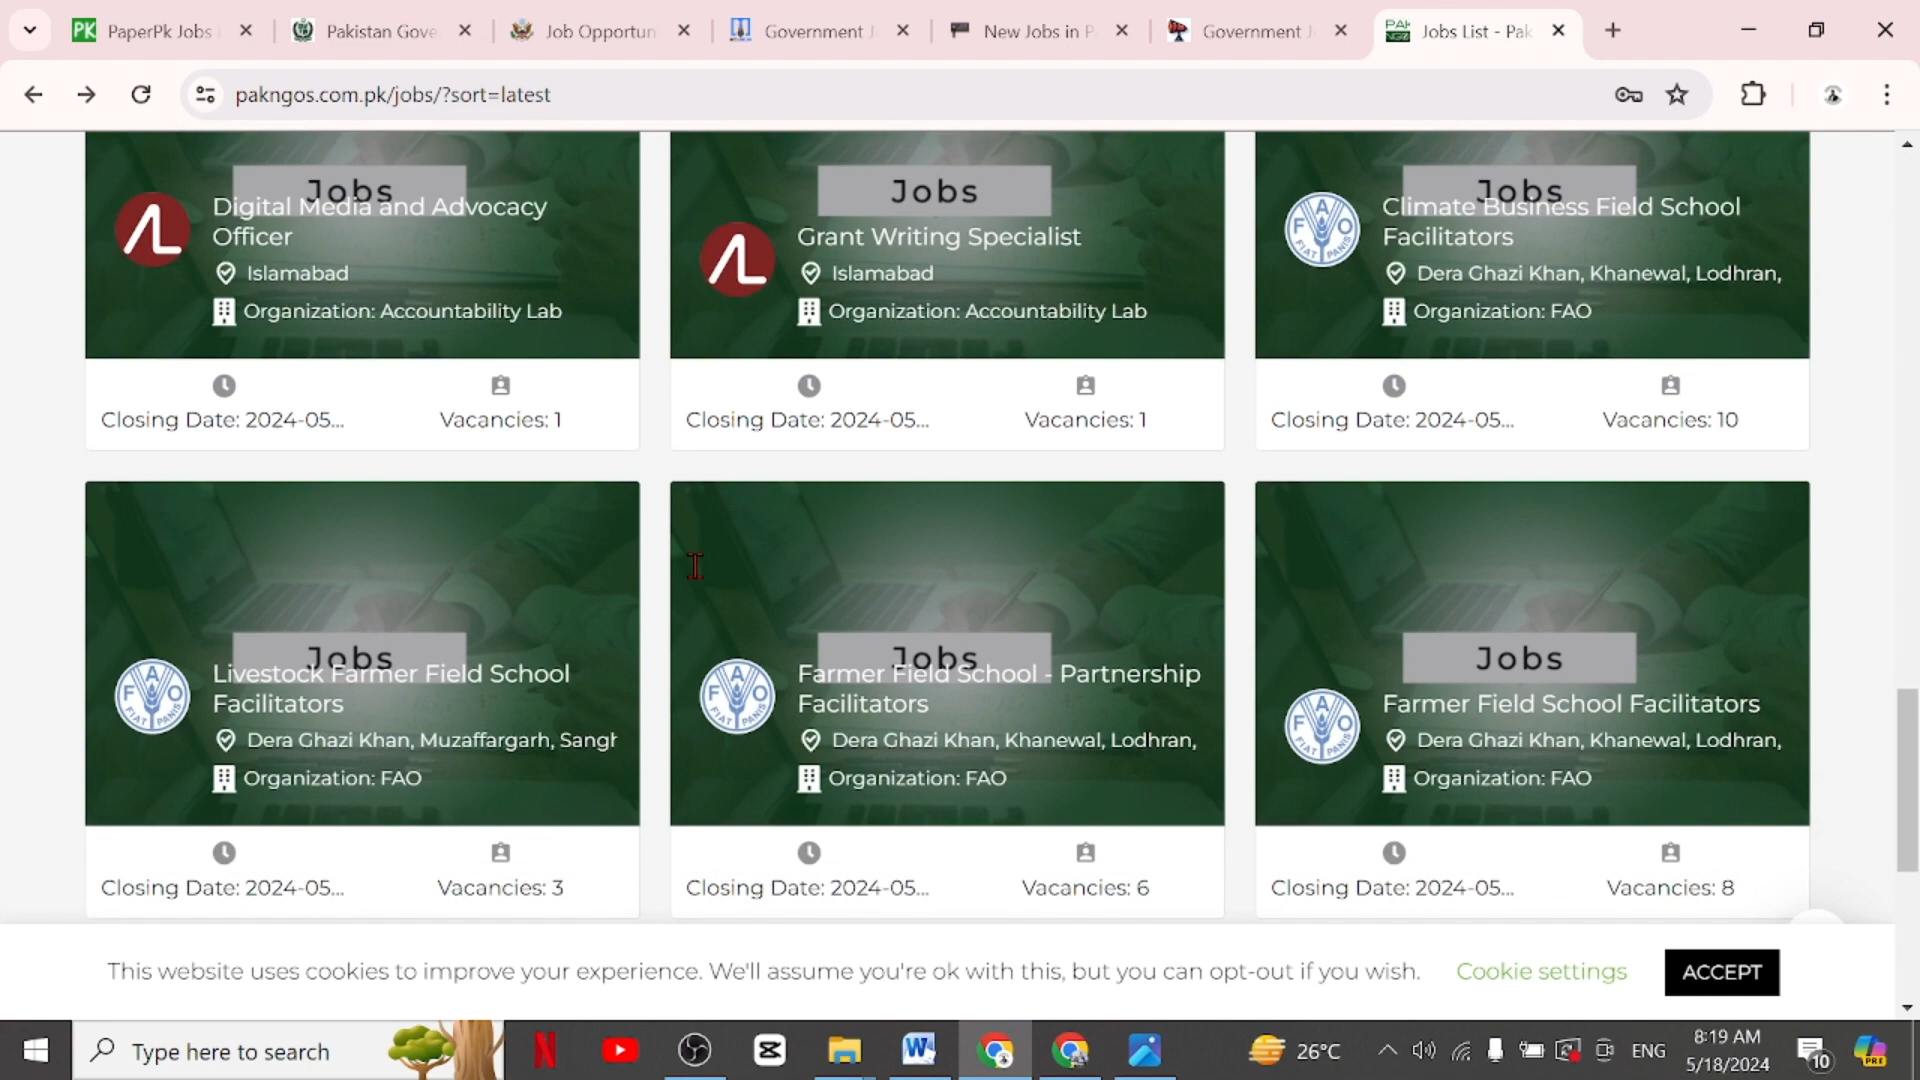 PK PaperPk Jobs
Pakistan Gove
Job Opportun
Government J
New Jobs in P
Government J
Jobs List - Pak
pakngos.com.pk/jobs/?sort=latest
Jobs
Digital Media and Advocacy
Officer
Islamabad
Organization: Accountability Lab
Closing Date: 2024-05...
Vacancies: 1
Jobs
Grant Writing Specialist
Islamabad
Organization: Accountability Lab
Closing Date: 2024-05...
Vacancies: 1
Jobs
Climate Business Field School
Facilitators
Dera Ghazi Khan, Khanewal, Lodhran,
Organization: FAO
Closing Date: 2024-05...
Vacancies: 10
Jobs
Livestock Farmer Field School
Facilitators
Dera Ghazi Khan, Muzaffargarh, Sangh
Organization: FAO
Closing Date: 2024-05...
Vacancies: 3
Jobs
Farmer Field School - Partnership
Facilitators
Dera Ghazi Khan, Khanewal, Lodhran,
Organization: FAO
Closing Date: 2024-05...
Vacancies: 6
Jobs
Farmer Field School Facilitators
Dera Ghazi Khan, Khanewal, Lodhran,
Organization: FAO
Closing Date: 2024-05...
Vacancies: 8
This website uses cookies to improve your experience. We'll assume you're ok with this, but you can opt-out if you wish. Cookie settings ACCEPT
Type here to search
26°C
ENG
8:19 AM
5/18/2024
10
PRE